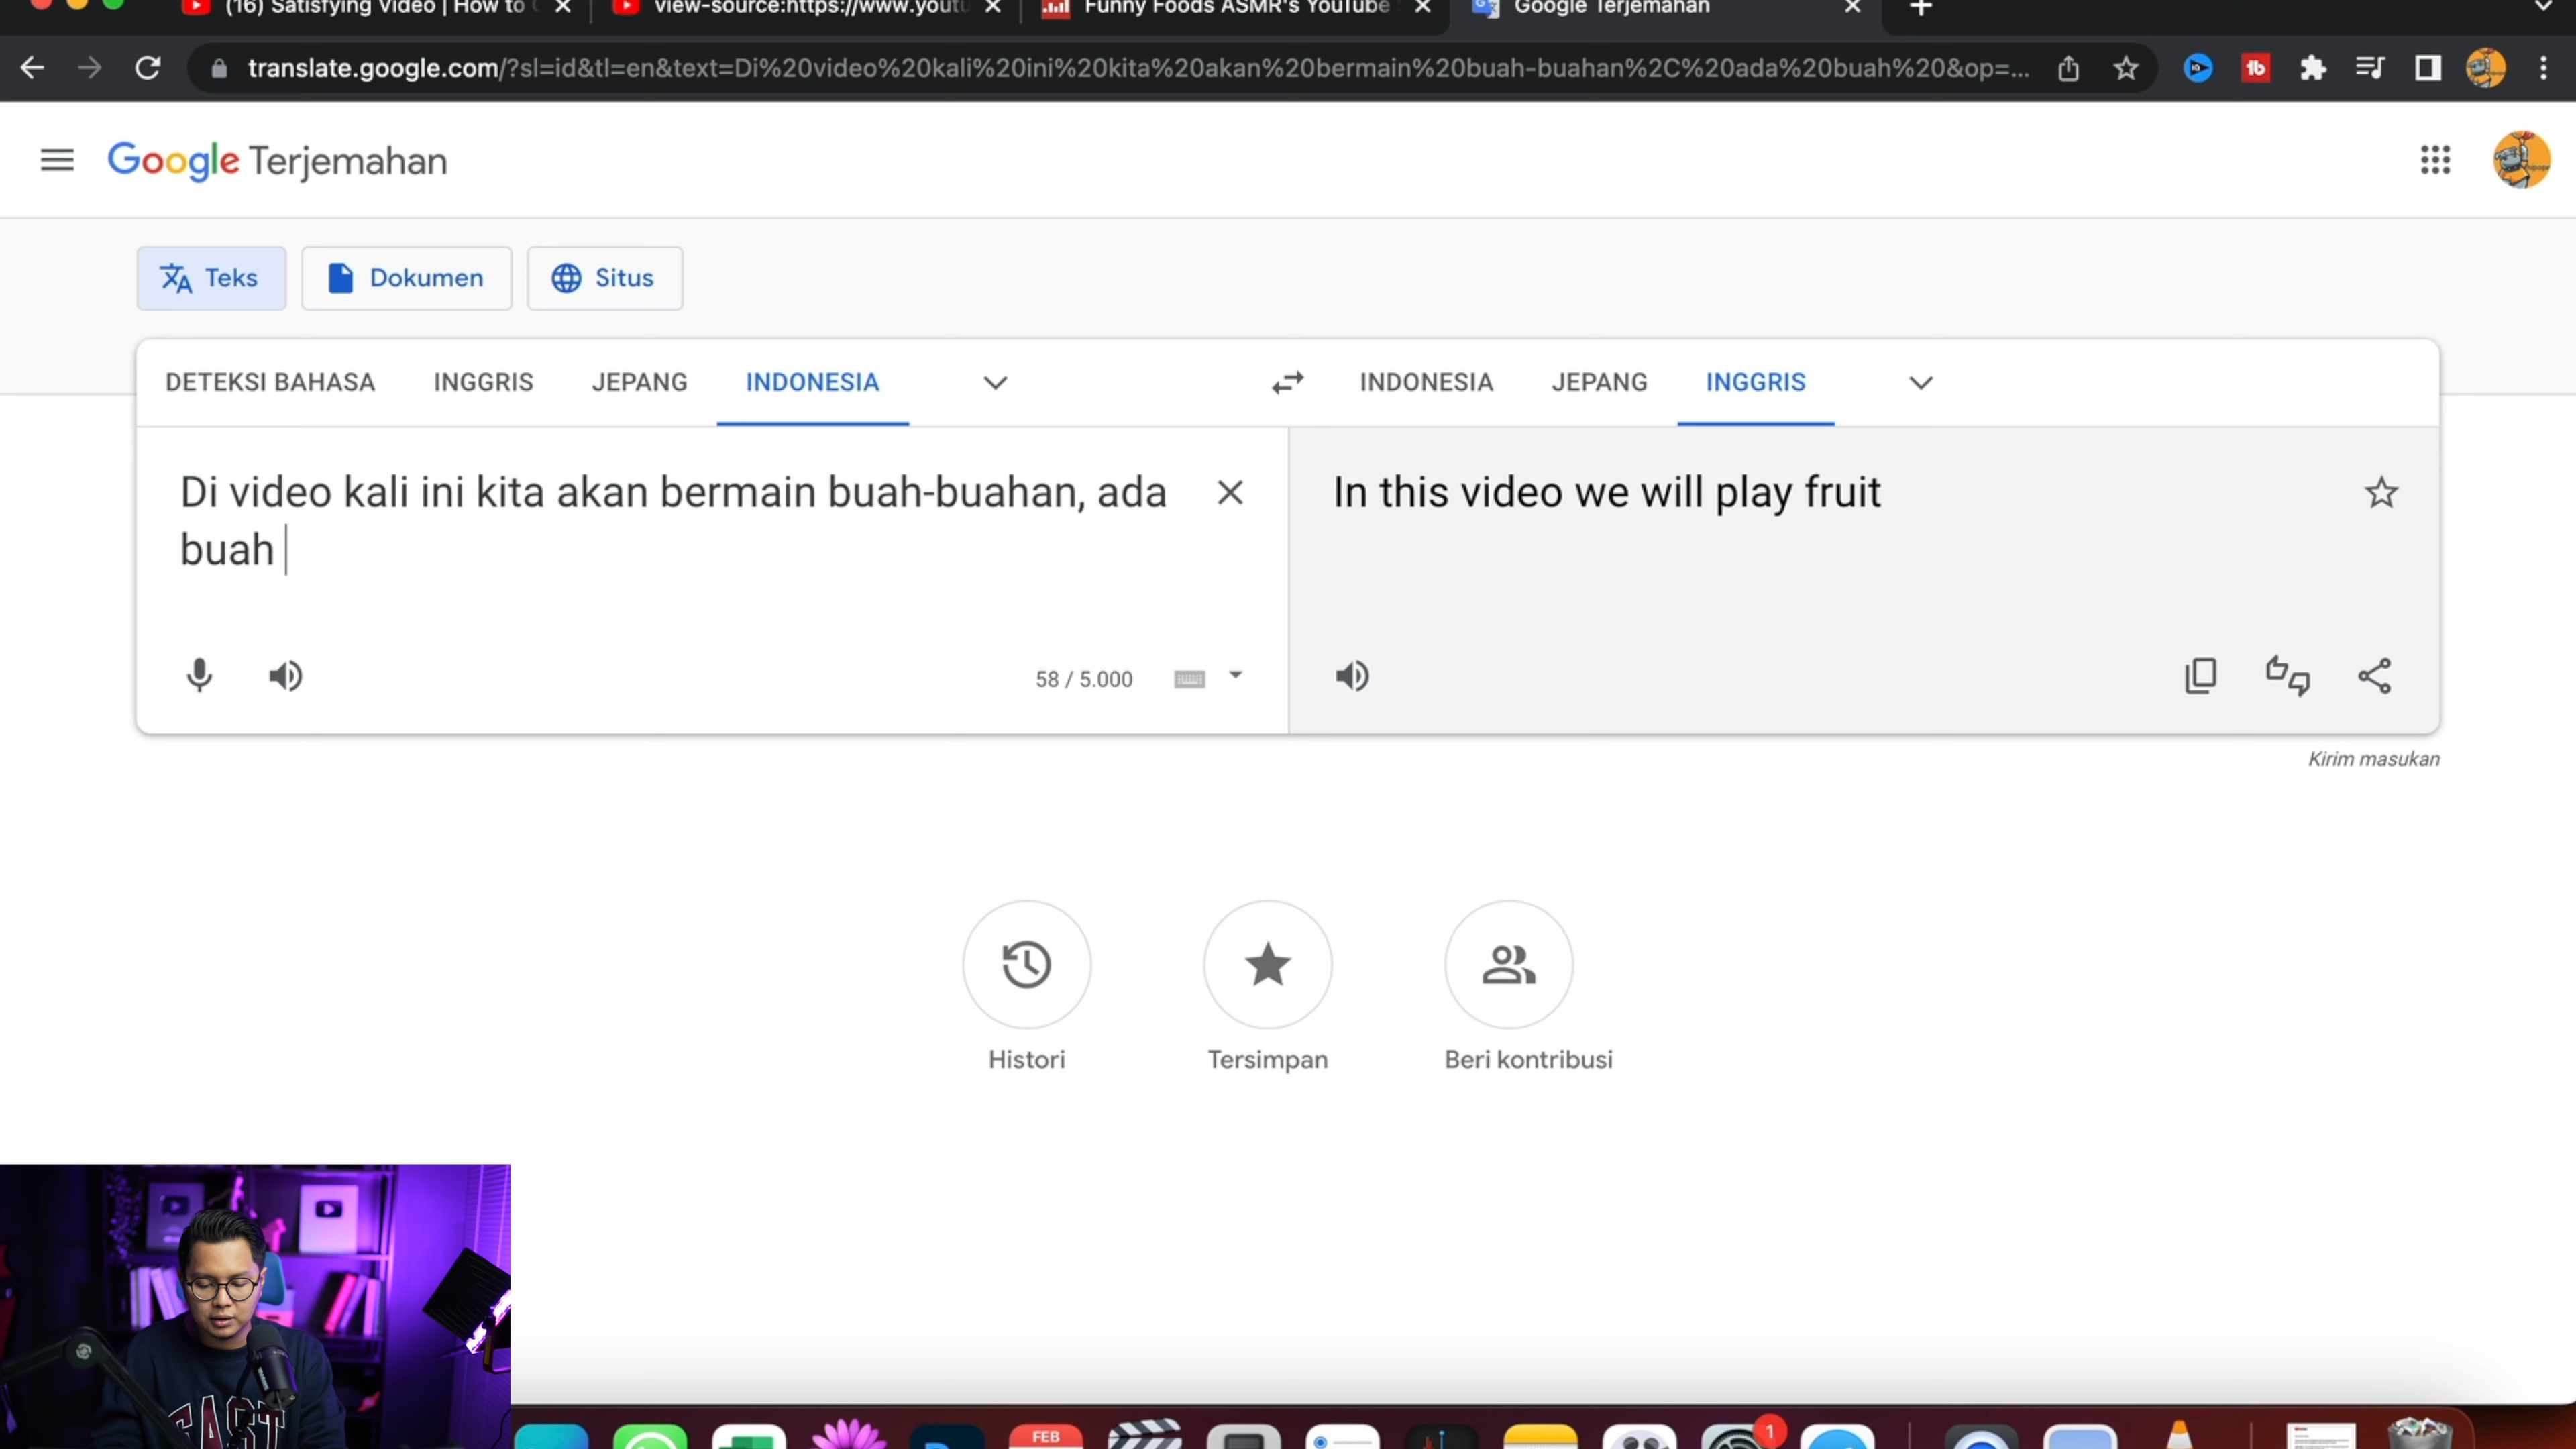 (16) Satisfying Video | How to
view-source:https://www.youtu
Funny Foods ASMR's YouTube
Google Terjemahan
translate.google.com/?sl=id&tl=en&text=Di%20video%20kali%20ini%20kita%20akan%20bermain%20buah-buahan%2C%20ada%20buah%20&op=...
Google Terjemahan
Teks
Dokumen
Situs
DETEKSI BAHASA
INGGRIS
JEPANG
INDONESIA
INDONESIA
JEPANG
INGGRIS
Di video kali ini kita akan bermain buah-buahan, ada
buah
58 / 5.000
In this video we will play fruit
Kirim masukan
Histori
Tersimpan
Beri kontribusi
FEB
1